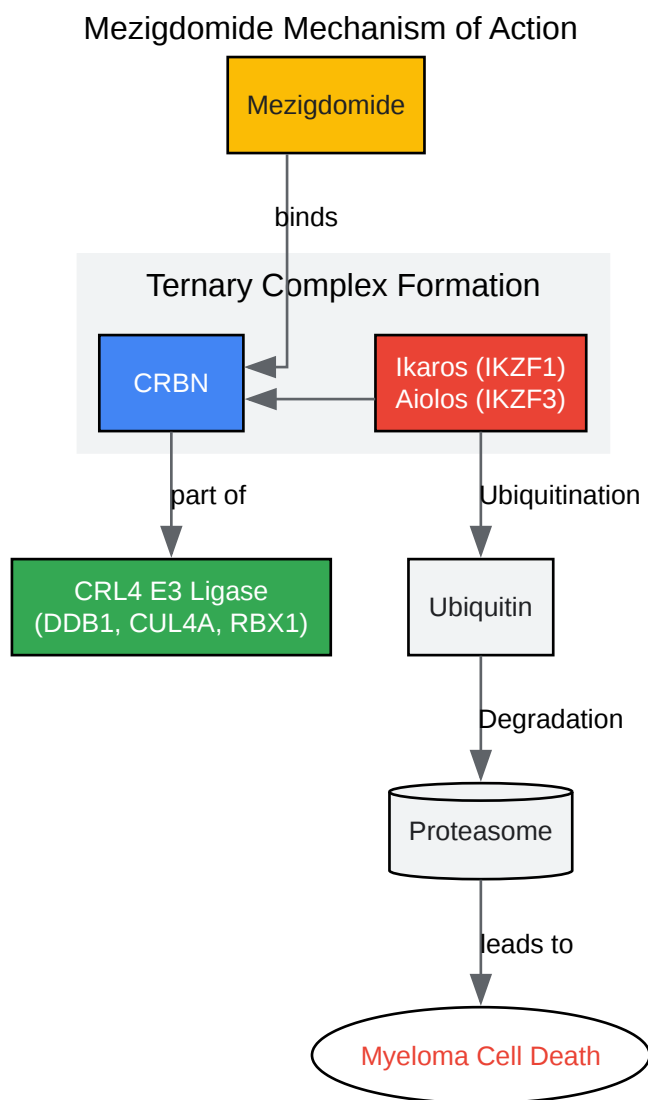 Mezigdomide Mechanism of Action
Mezigdomide
binds
Ternary Complex Formation
CRBN
Ikaros (IKZF1)
Aiolos (IKZF3)
part of
Ubiquitination
CRL4 E3 Ligase
(DDB1, CUL4A, RBX1)
Ubiquitin
Degradation
Proteasome
leads to
Myeloma Cell Death